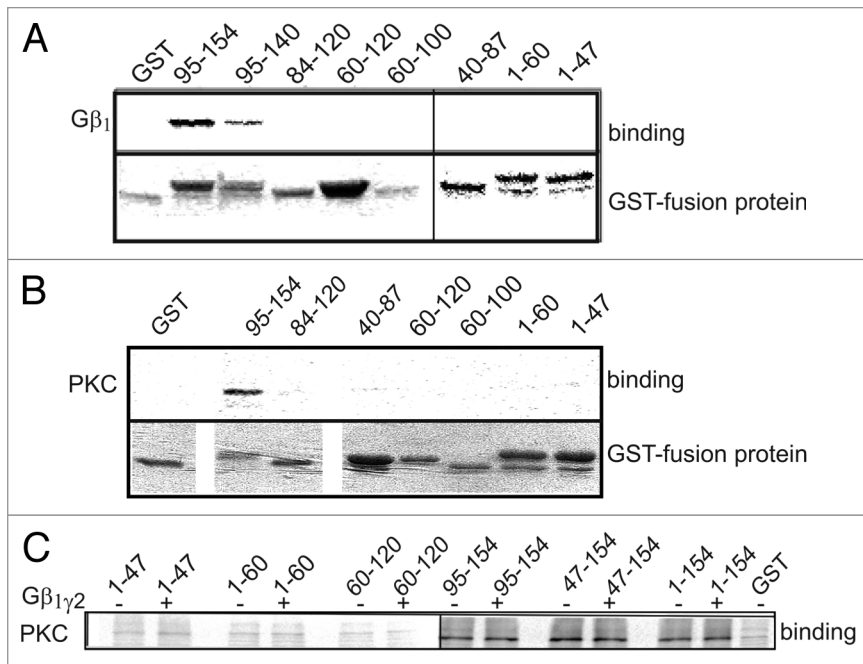 A
GST 95-154 95-140 84-120 60-120 60-100 40-87 1-60 1-47
Gβ1 binding
GST-fusion protein
B
GST 95-154 84-120 40-87 60-120 60-100 1-60 1-47
PKC binding
GST-fusion protein
C
1-47 1-47 1-60 1-60 60-120 60-120 95-154 95-154 47-154 47-154 1-154 1-154 GST
Gβ1γ2 - + - + - + - + - + - + -
PKC binding